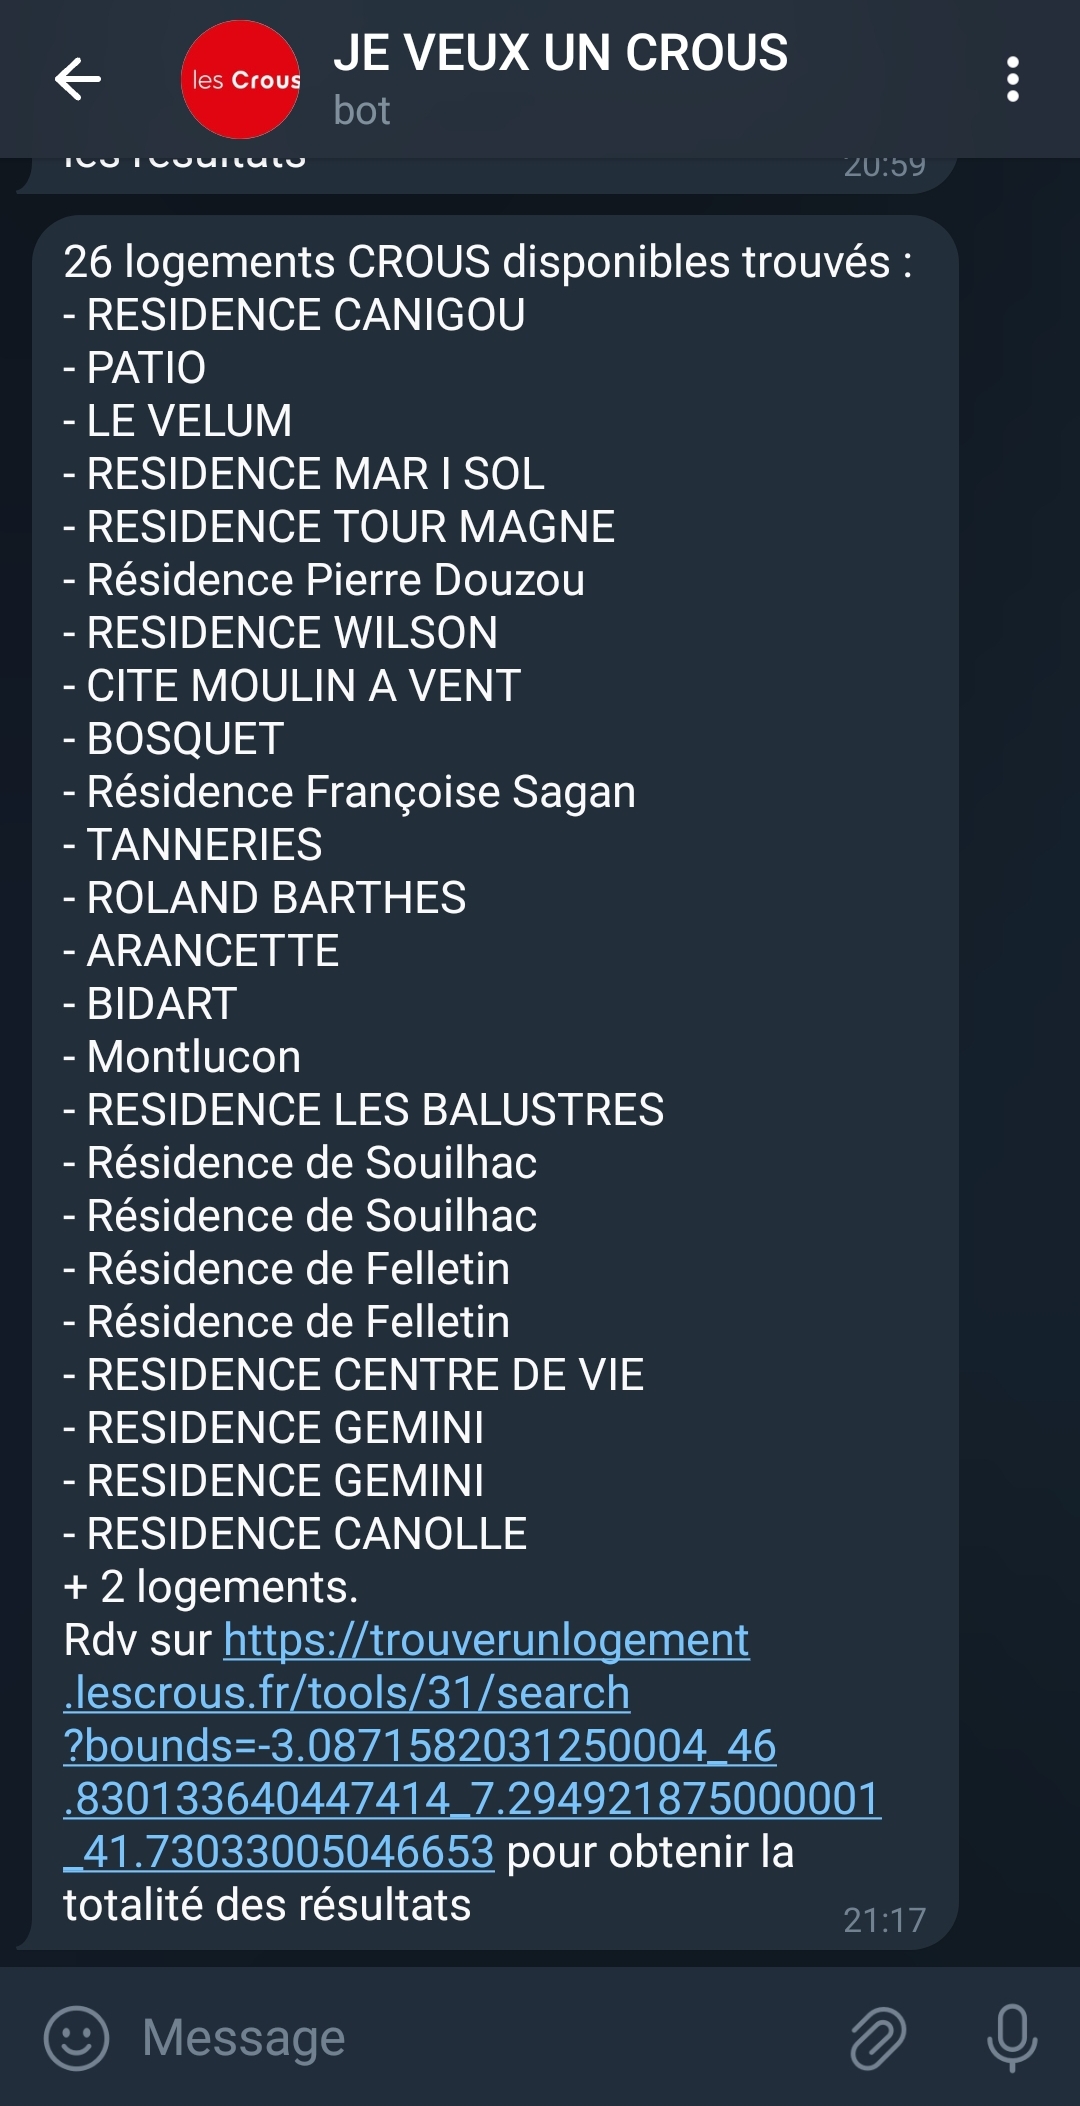 les Crous
JE VEUX UN CROUS
bot
les résultats
20:59
26 logements CROUS disponibles trouvés :
- RESIDENCE CANIGOU
- PATIO
- LE VELUM
- RESIDENCE MAR I SOL
- RESIDENCE TOUR MAGNE
- Résidence Pierre Douzou
- RESIDENCE WILSON
- CITE MOULIN A VENT
- BOSQUET
- Résidence Françoise Sagan
- TANNERIES
- ROLAND BARTHES
- ARANCETTE
- BIDART
- Montlucon
- RESIDENCE LES BALUSTRES
- Résidence de Souilhac
- Résidence de Souilhac
- Résidence de Felletin
- Résidence de Felletin
- RESIDENCE CENTRE DE VIE
- RESIDENCE GEMINI
- RESIDENCE GEMINI
- RESIDENCE CANOLLE
+ 2 logements.
Rdv sur https://trouverunlogement
.lescrous.fr/tools/31/search
?bounds=-3.0871582031250004_46
.830133640447414_7.294921875000001
_41.73033005046653 pour obtenir la
totalité des résultats
21:17
Message